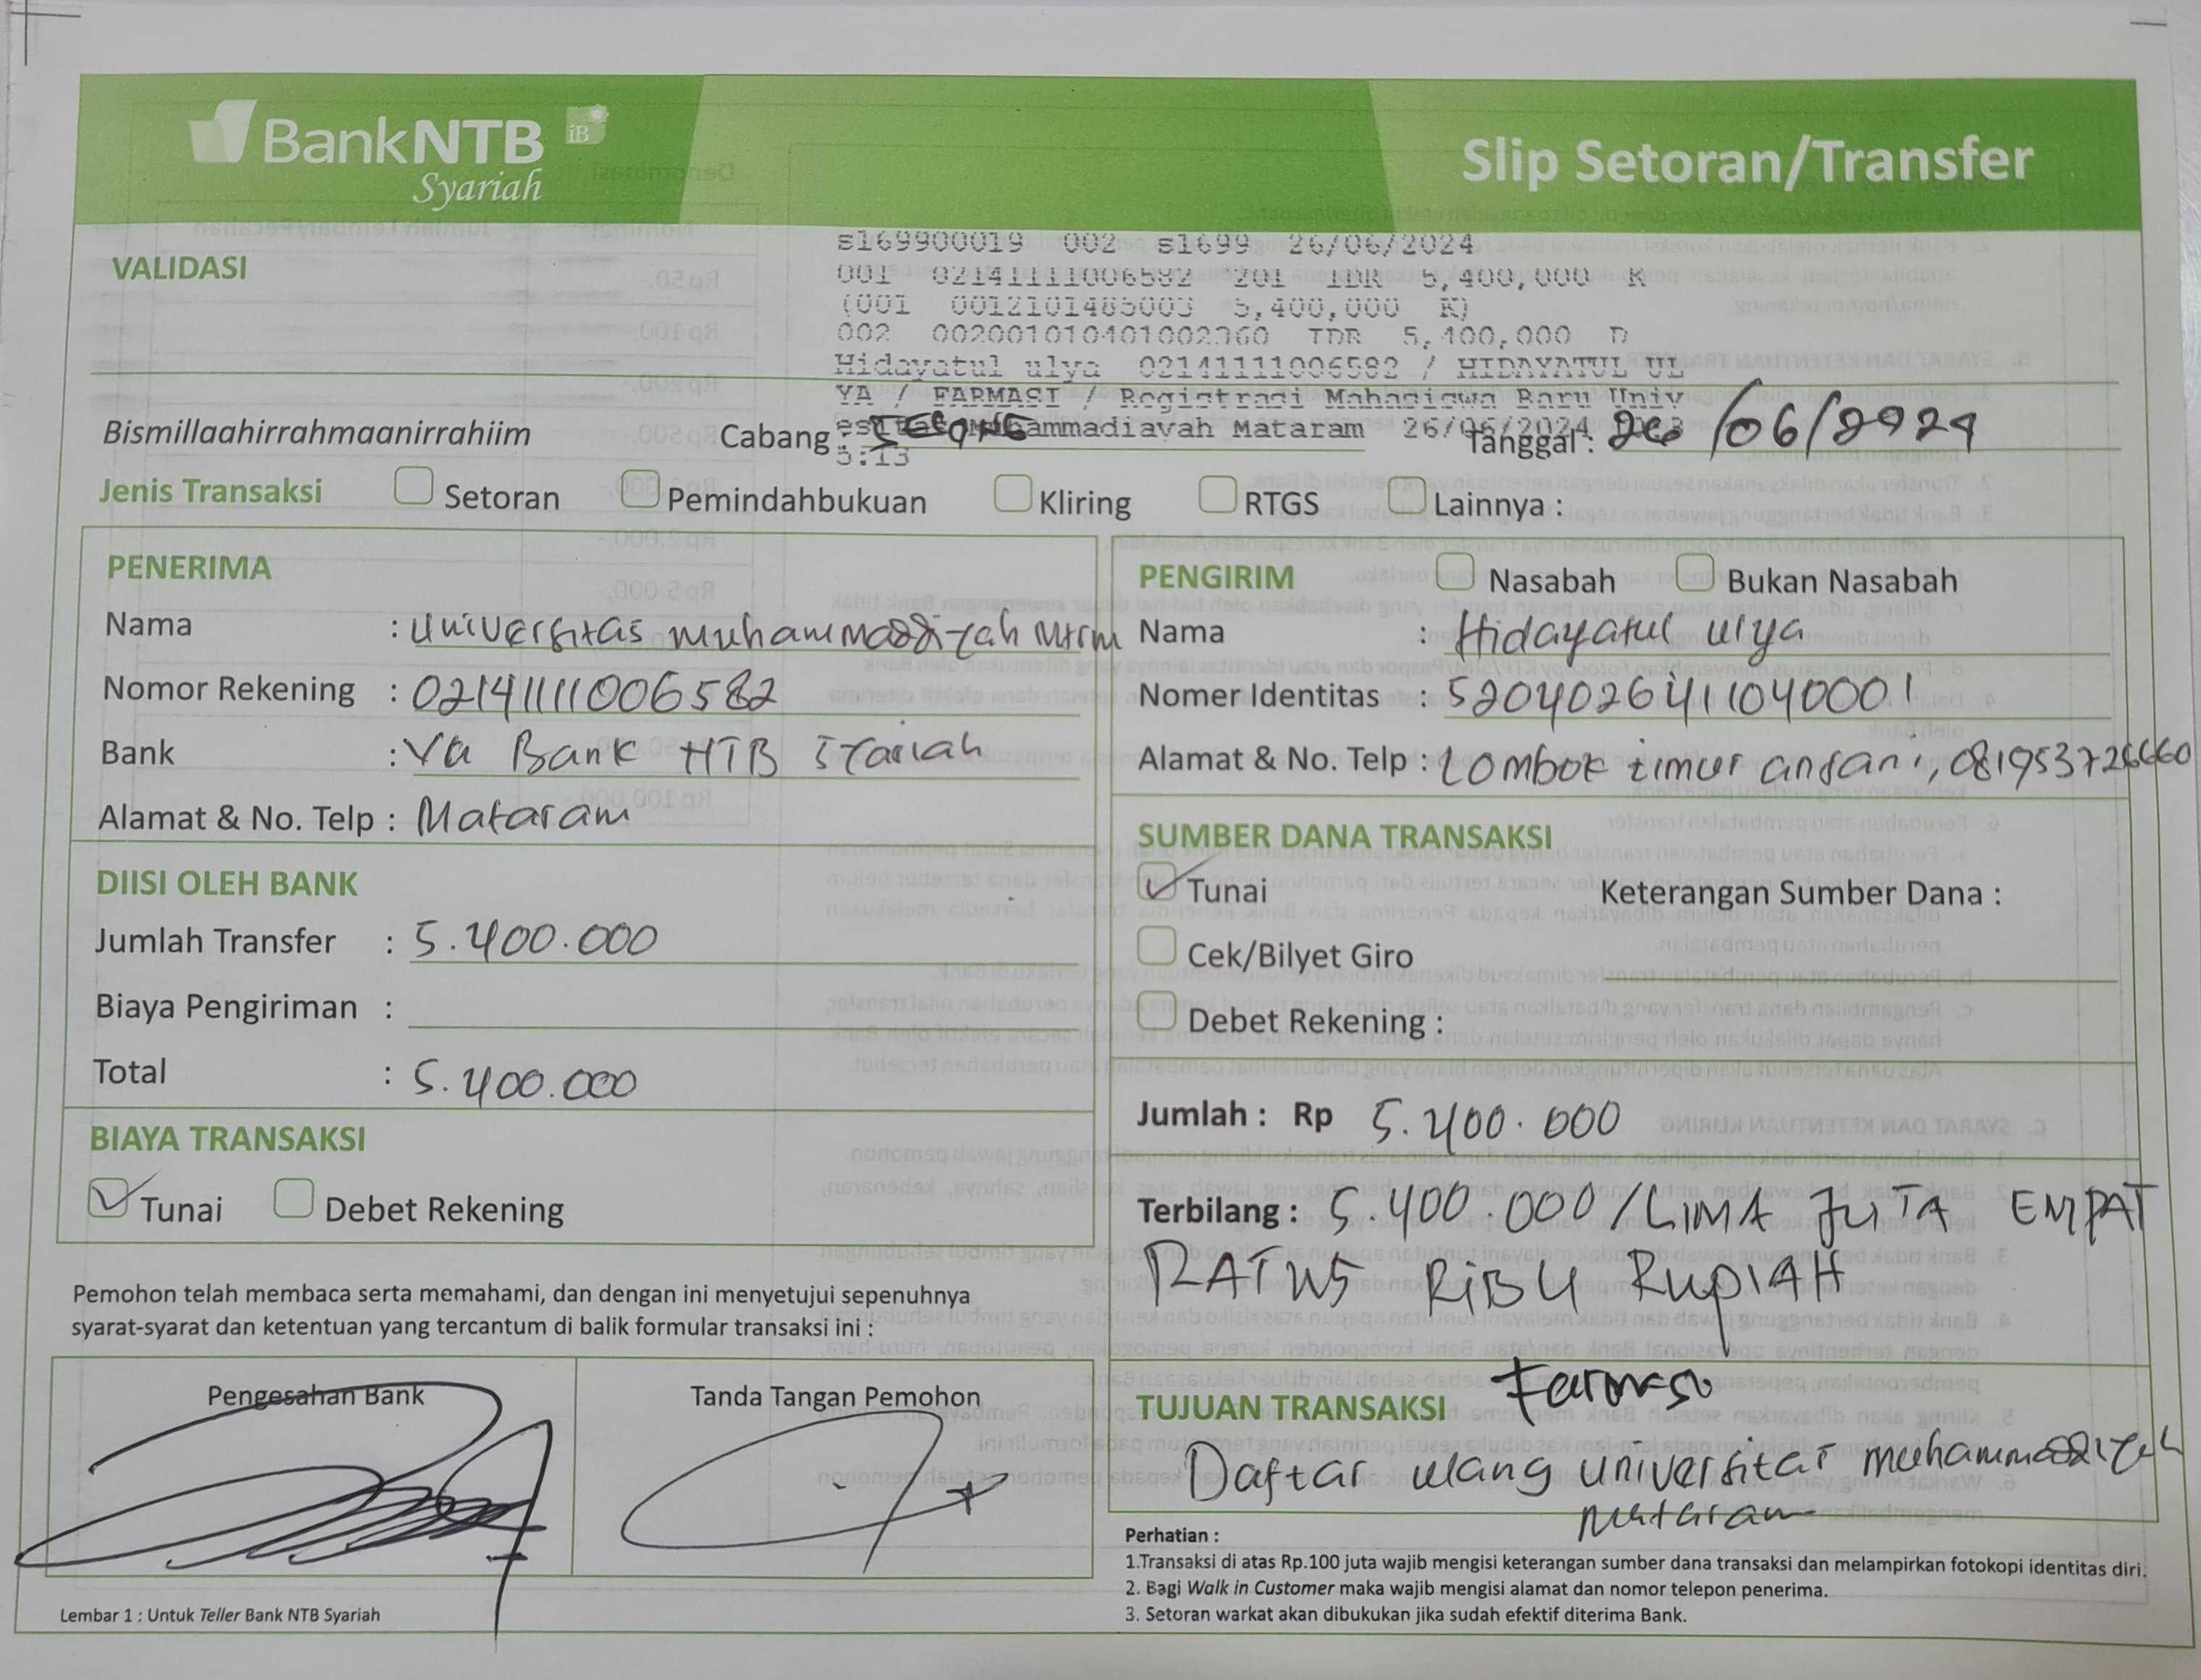 BankNTB iB
Syariah
Slip Setoran/Transfer
VALIDASI
s169900019 002 s1699 26/06/2024
001 02141111006582 201 IDR 5,400,000 K
(001 0012101485003 5,400,000 K)
002 002001010401002360 IDR 5,400,000 D
Hidayatul ulya 02141111006582 / HIDAYATUL UL
YA / FARMASI / Registrasi Mahasiswa Baru Univ
Muhammadiayah Mataram 26/06/2024
5:13
Bismillaahirrahmaanirrahiim
Cabang :
Tanggal : 26/06/2024
Jenis Transaksi Setoran Pemindahbukuan Kliring RTGS Lainnya :
PENERIMA
Nama : Universitas muhammaddiyah Mtrm
Nomor Rekening : 02141111006582
Bank : Va Bank NTB Syariah
Alamat & No. Telp : Mataram
DIISI OLEH BANK
Jumlah Transfer : 5.400.000
Biaya Pengiriman :
Total : 5.400.000
BIAYA TRANSAKSI
Tunai Debet Rekening
Pemohon telah membaca serta memahami, dan dengan ini menyetujui sepenuhnya
syarat-syarat dan ketentuan yang tercantum di balik formular transaksi ini :
Pengesahan Bank
Tanda Tangan Pemohon
Lembar 1 : Untuk Teller Bank NTB Syariah
PENGIRIM Nasabah Bukan Nasabah
Nama : Hidayatul ulya
Nomer Identitas : 5204026411040001
Alamat & No. Telp : Lombok timur ansani, 081953726660
SUMBER DANA TRANSAKSI
Tunai Keterangan Sumber Dana :
Cek/Bilyet Giro
Debet Rekening :
Jumlah : Rp 5.400.000
Terbilang : 5.400.000/LIMA JUTA EMPAT
RATUS RiBU RupiAH
TUJUAN TRANSAKSI Farmasi
Daftar ulang universitas muhammaddiyah
mataram
Perhatian :
1.Transaksi di atas Rp.100 juta wajib mengisi keterangan sumber dana transaksi dan melampirkan fotokopi identitas diri.
2. Bagi Walk in Customer maka wajib mengisi alamat dan nomor telepon penerima.
3. Setoran warkat akan dibukukan jika sudah efektif diterima Bank.